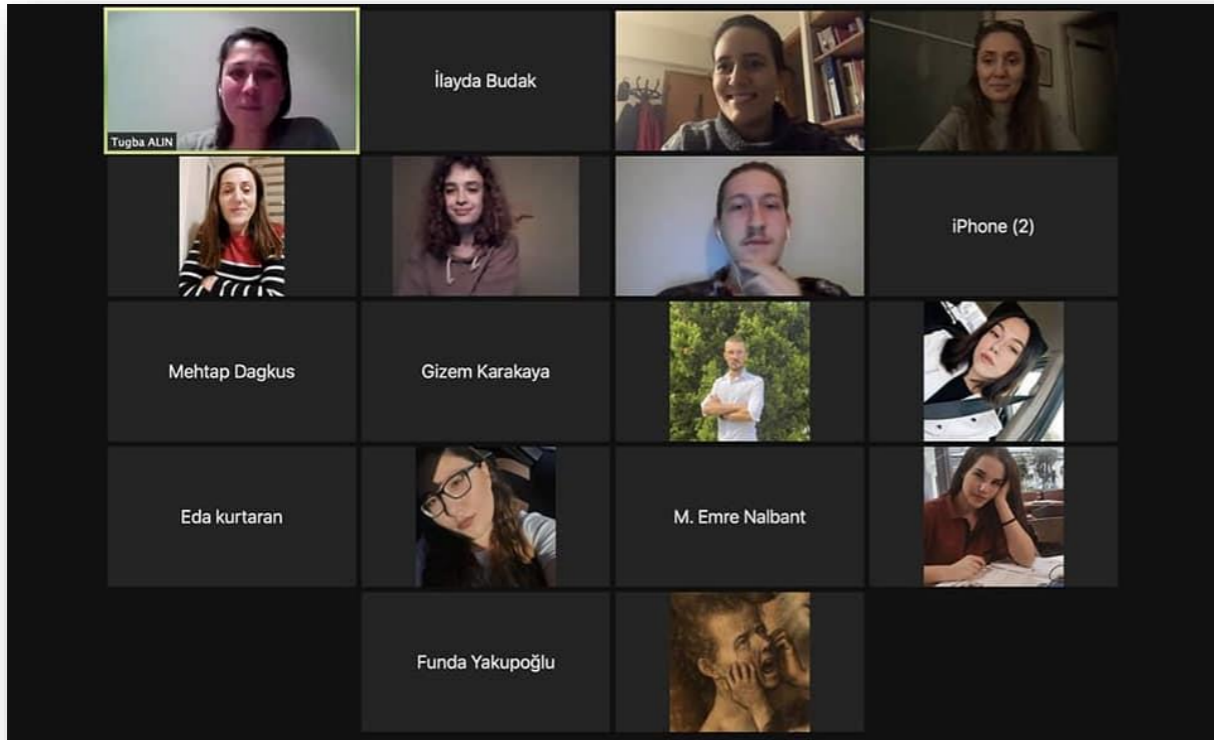 Tugba ALIN
İlayda Budak
iPhone (2)
Mehtap Dagkus
Gizem Karakaya
Eda kurtaran
M. Emre Nalbant
Funda Yakupoğlu